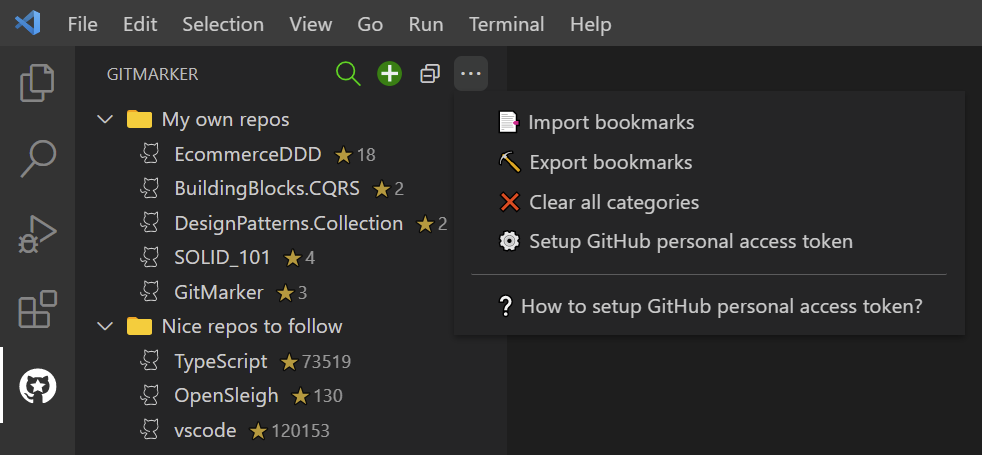 File Edit Selection View Go Run Terminal Help
GITMARKER
My own repos
EcommerceDDD 18
BuildingBlocks.CQRS 2
DesignPatterns.Collection 2
SOLID_101 4
GitMarker 3
Nice repos to follow
TypeScript 73519
OpenSleigh 130
vscode 120153
Import bookmarks
Export bookmarks
Clear all categories
Setup GitHub personal access token
How to setup GitHub personal access token?